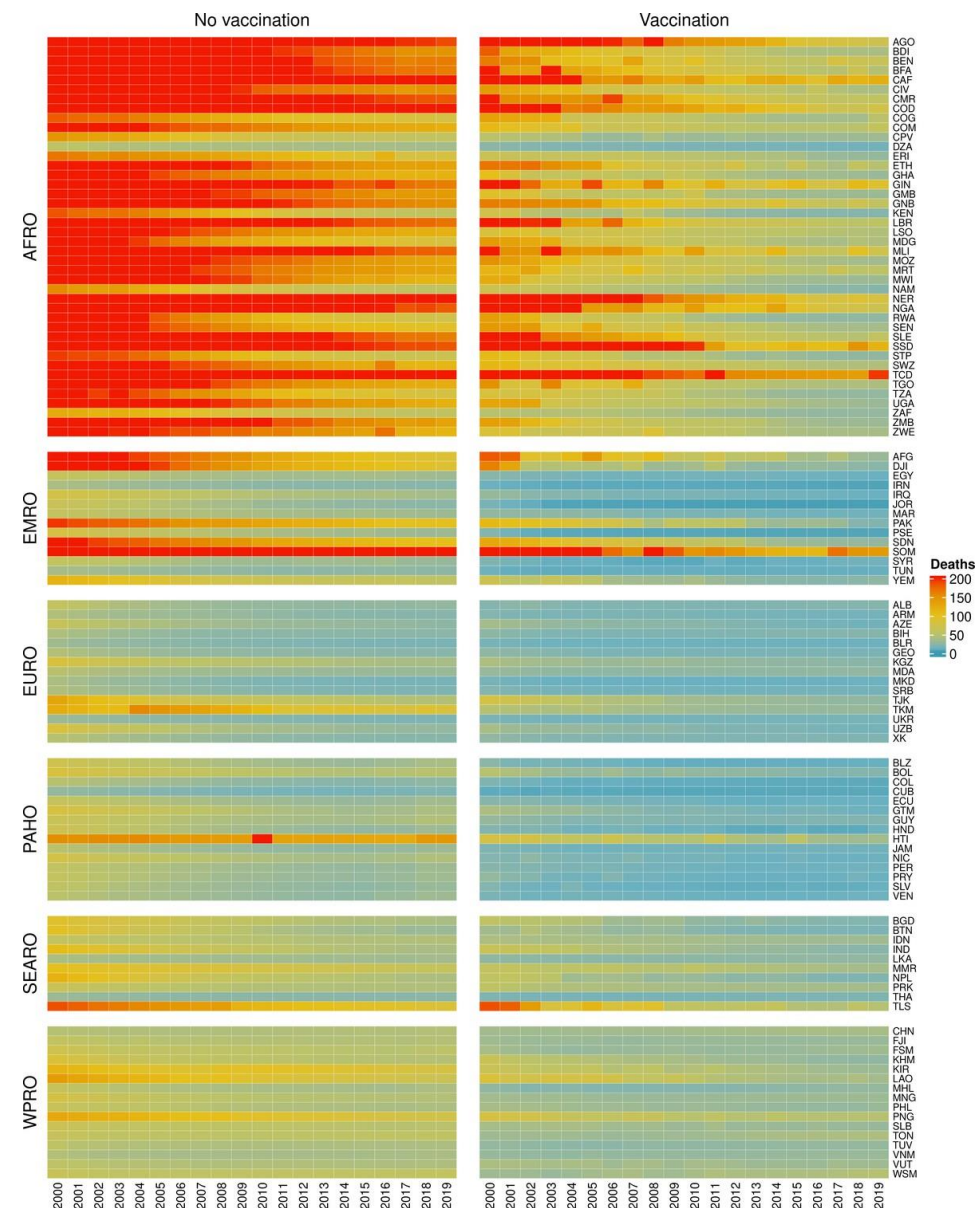 No vaccination
Vaccination
AFRO
AGO
BDI
BEN
BFA
CAF
CIV
CMR
COD
COG
COM
CPV
DZA
ERI
ETH
GHA
GIN
GMB
GNB
KEN
LBR
LSO
MDG
MLI
MOZ
MRT
MWI
NAM
NER
NGA
RWA
SEN
SLE
SSD
STP
SWZ
TCD
TGO
TZA
UGA
ZAF
ZMB
ZWE
EMRO
AFG
DJI
EGY
IRN
IRQ
JOR
MAR
PAK
PSE
SDN
SOM
SYR
TUN
YEM
Deaths
200
150
100
50
0
EURO
ALB
ARM
AZE
BIH
BLR
GEO
KGZ
MDA
MKD
SRB
TJK
TKM
UKR
UZB
XK
PAHO
BLZ
BOL
COL
CUB
ECU
GTM
GUY
HND
HTI
JAM
NIC
PER
PRY
SLV
VEN
SEARO
BGD
BTN
IDN
IND
LKA
MMR
NPL
PRK
THA
TLS
WPRO
CHN
FJI
FSM
KHM
KIR
LAO
MHL
MNG
PHL
PNG
SLB
TON
TUV
VNM
VUT
WSM
2000 2001 2002 2003 2004 2005 2006 2007 2008 2009 2010 2011 2012 2013 2014 2015 2016 2017 2018 2019
2000 2001 2002 2003 2004 2005 2006 2007 2008 2009 2010 2011 2012 2013 2014 2015 2016 2017 2018 2019